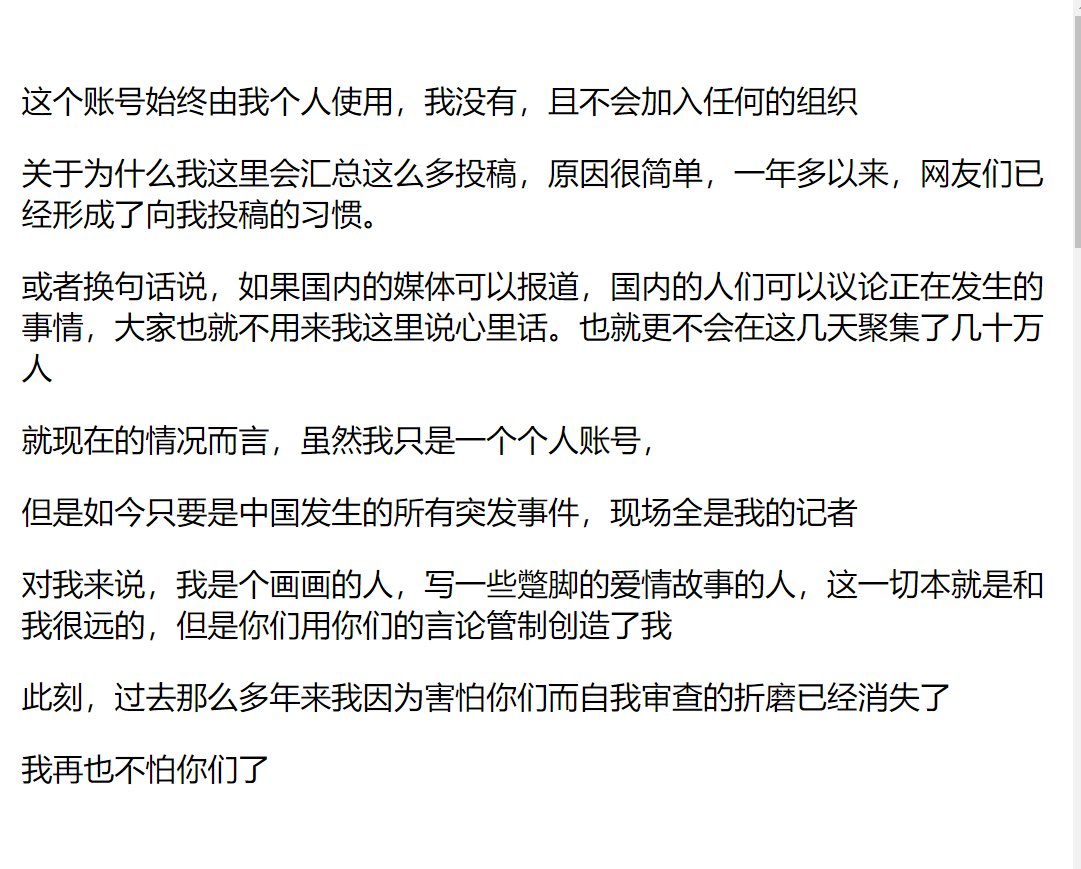 这个账号始终由我个人使用，我没有，且不会加入任何的组织
关于为什么我这里会汇总这么多投稿，原因很简单，一年多以来，网友们已
经形成了向我投稿的习惯。
或者换句话说，如果国内的媒体可以报道，国内的人们可以议论正在发生的
事情，大家也就不用来我这里说心里话。也就更不会在这几天聚集了几十万
人
就现在的情况而言，虽然我只是一个个人账号，
但是如今只要是中国发生的所有突发事件，现场全是我的记者
对我来说，我是个画画的人，写一些蹩脚的爱情故事的人，这一切本就是和
我很远的，但是你们用你们的言论管制创造了我
此刻，过去那么多年来我因为害怕你们而自我审查的折磨已经消失了
我再也不怕你们了